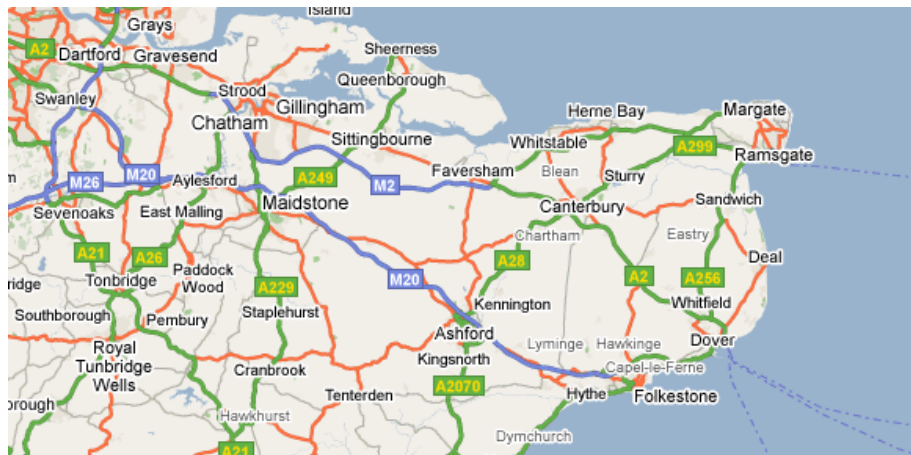 Island
Grays
A2
Dartford
Gravesend
Sheerness
Queenborough
Swanley
Strood
Gillingham
Chatham
Herne Bay
Margate
Sittingbourne
Whitstable
A299
Ramsgate
M26
M20
Aylesford
A249
M2
Faversham
Blean
Sturry
Sevenoaks
East Malling
Maidstone
Canterbury
Sandwich
A21
A26
Chartham
Eastry
Paddock
Wood
A28
Deal
ridge
Tonbridge
A229
M20
A2
A256
Southborough
Pembury
Staplehurst
Kennington
Whitfield
Royal
Tunbridge
Wells
Ashford
Lyminge
Hawkinge
Dover
Kingsnorth
Capel-le-Ferne
Cranbrook
Tenterden
A2070
Hythe
Folkestone
orough
Hawkhurst
Dymchurch
A21